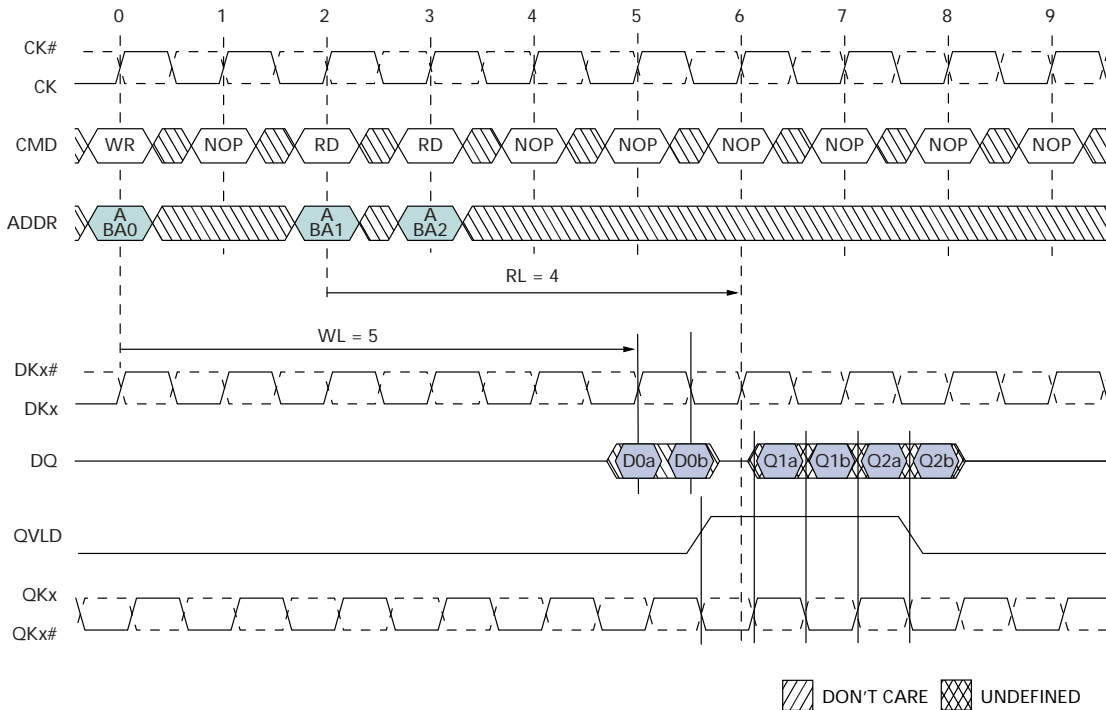 0 1 2 3 4 5 6 7 8 9
CK#
CK
CMD WR NOP RD RD NOP NOP NOP NOP NOP NOP
ADDR A BA0 A BA1 A BA2
RL = 4
WL = 5
DKx#
DKx
DQ D0a D0b Q1a Q1b Q2a Q2b
QVLD
QKx
QKx#
DON'T CARE UNDEFINED